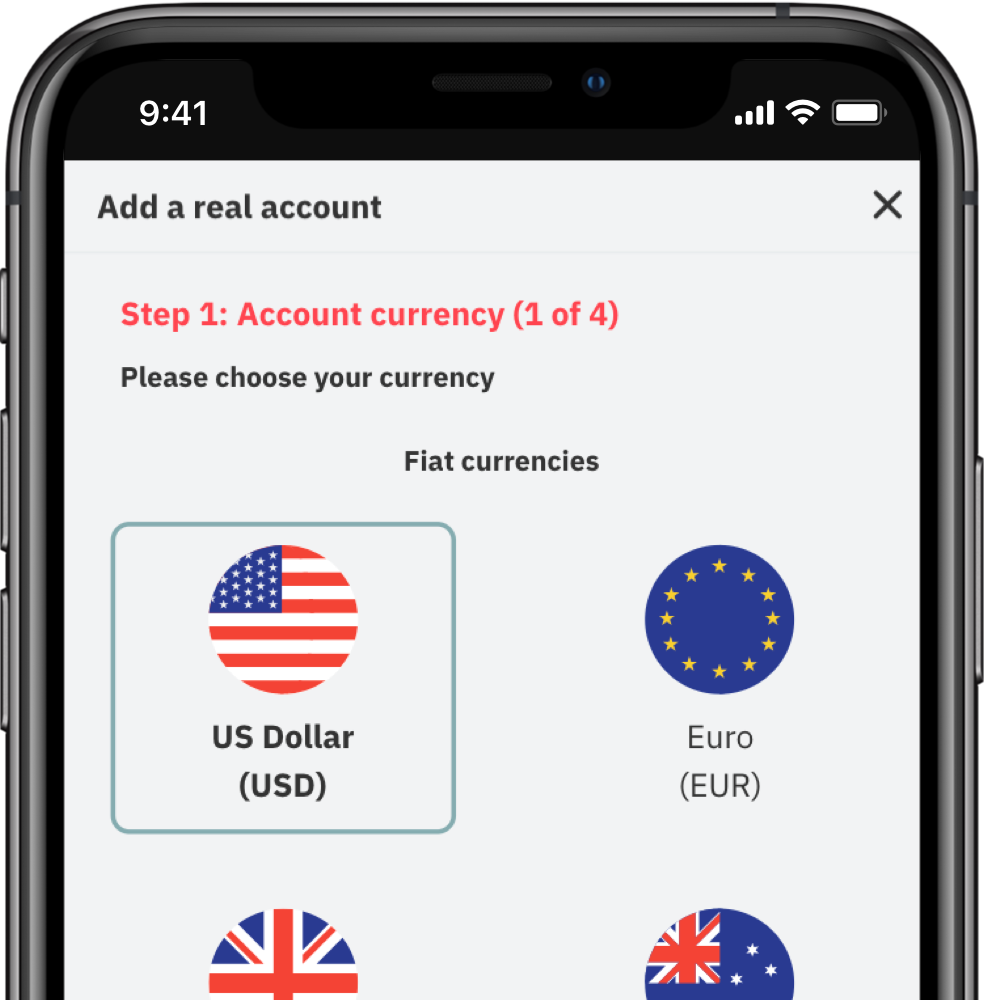 9:41
Add a real account
Step 1: Account currency (1 of 4)
Please choose your currency
Fiat currencies
US Dollar
(USD)
Euro
(EUR)